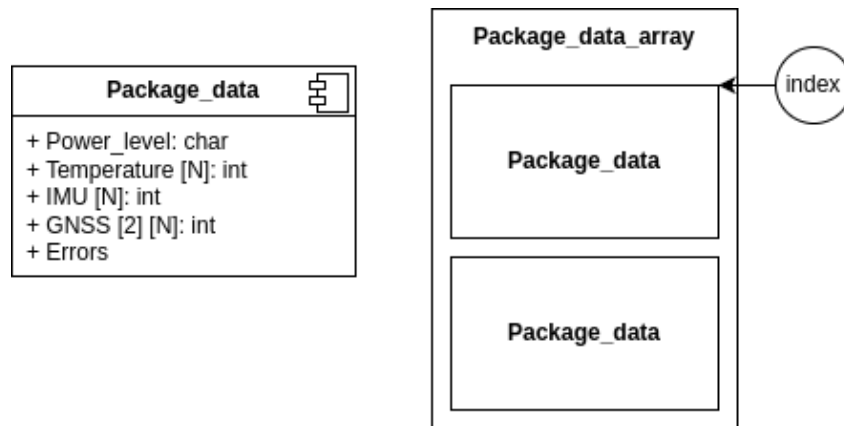 Package_data
+ Power_level: char
+ Temperature [N]: int
+ IMU [N]: int
+ GNSS [2] [N]: int
+ Errors
Package_data_array
index
Package_data
Package_data